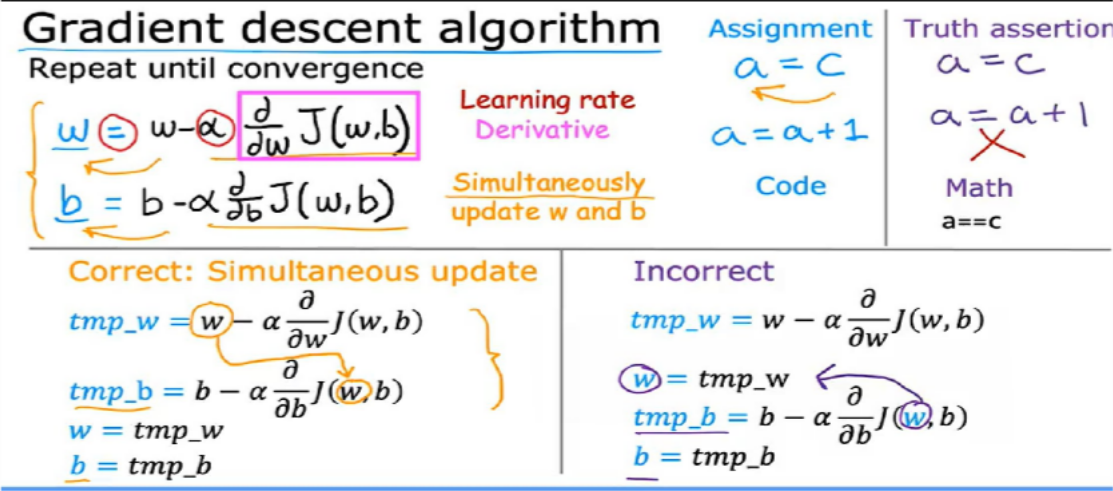 Gradient descent algorithm
Repeat until convergence
w = w - α ∂/∂w J(w,b)
b = b - α ∂/∂b J(w,b)
Learning rate
Derivative
Simultaneously
update w and b
Assignment
a = c
a = a + 1
Code
Truth assertion
a = c
a = a + 1
Math
a==c
Correct: Simultaneous update
tmp_w = w − α ∂/∂w J(w, b)
tmp_b = b − α ∂/∂b J(w, b)
w = tmp_w
b = tmp_b
Incorrect
tmp_w = w − α ∂/∂w J(w, b)
w = tmp_w
tmp_b = b − α ∂/∂b J(w, b)
b = tmp_b